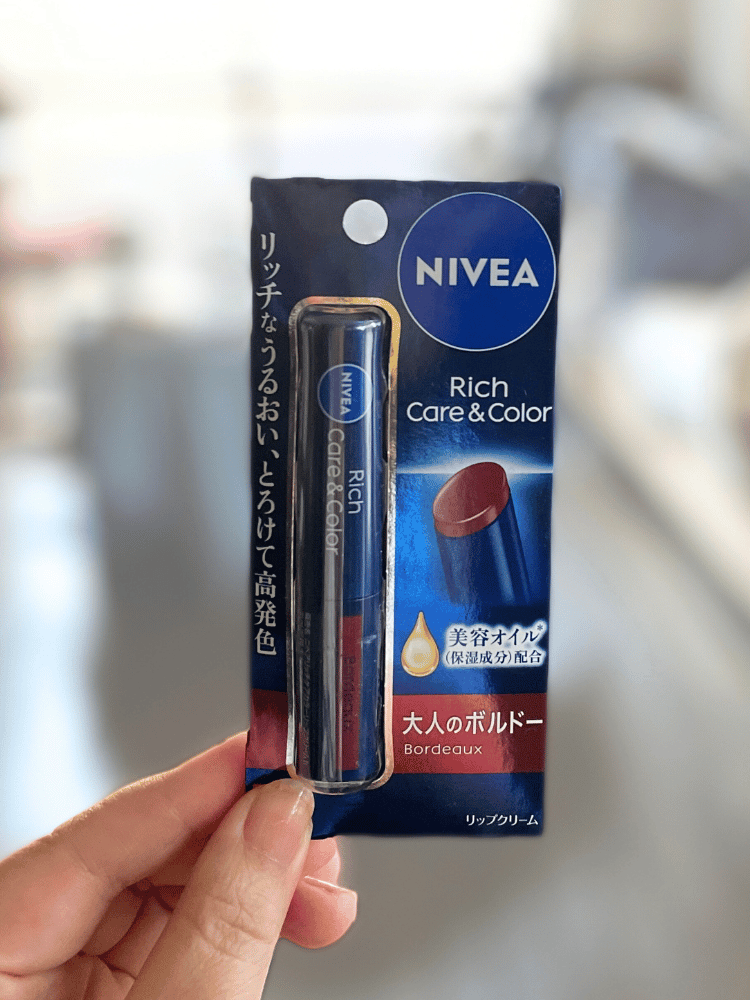 リッチなうるおい、とろけて高発色
NIVEA
Rich
Care & Color
NIVEA
Rich
Care & Color
Bordeaux
美容オイル*
(保湿成分)配合
大人のボルドー
Bordeaux
リップクリーム